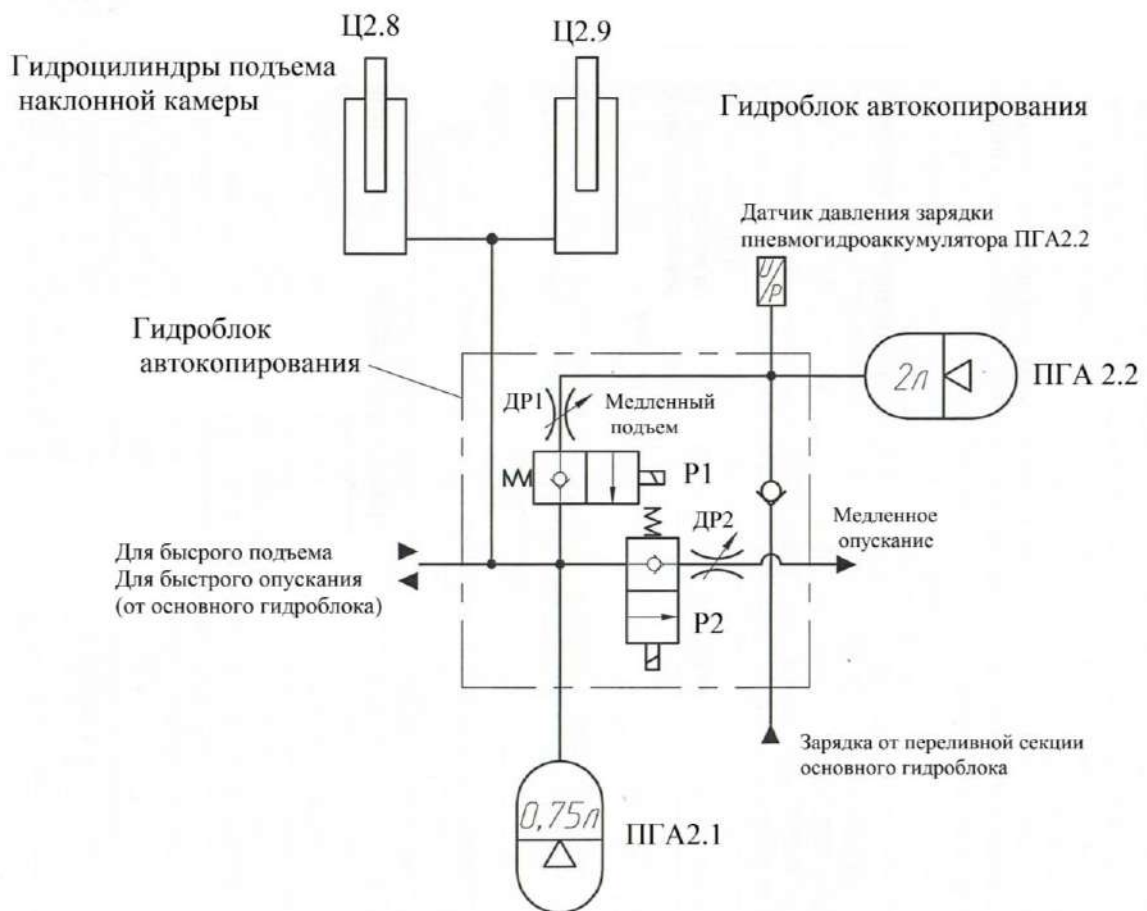 Ц2.8
Ц2.9
Гидроцилиндры подъема
наклонной камеры
Гидроблок автокопирования
Датчик давления зарядки
пневмогидроаккумулятора ПГА2.2
U/P
Гидроблок
автокопирования
2л
ПГА 2.2
ДР1
Медленный
подъем
Р1
ДР2
Медленное
опускание
Для бысрого подъема
Для быстрого опускания
(от основного гидроблока)
Р2
Зарядка от переливной секции
основного гидроблока
0,75л
ПГА2.1